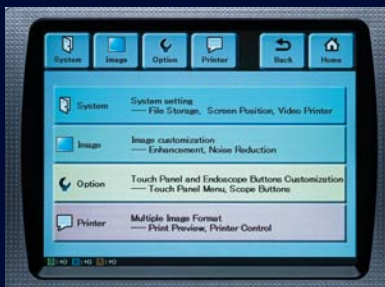 System Image Option Printer Back Home
System System setting
— File Storage, Screen Position, Video Printer
Image Image customization
— Enhancement, Noise Reduction
Option Touch Panel and Endoscope Buttons Customization
— Touch Panel Menu, Scope Buttons
Printer Multiple Image Format
— Print Preview, Printer Control